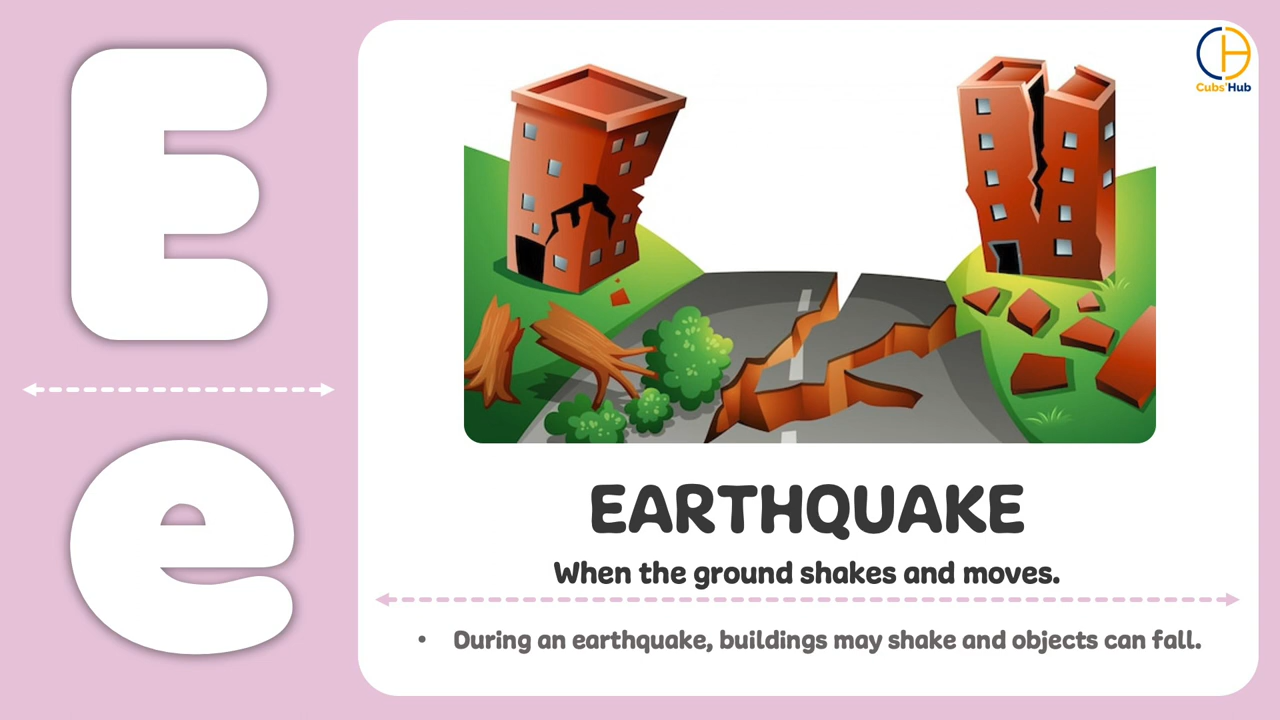 E
e
Cubs'Hub
EARTHQUAKE
When the ground shakes and moves.
• During an earthquake, buildings may shake and objects can fall.